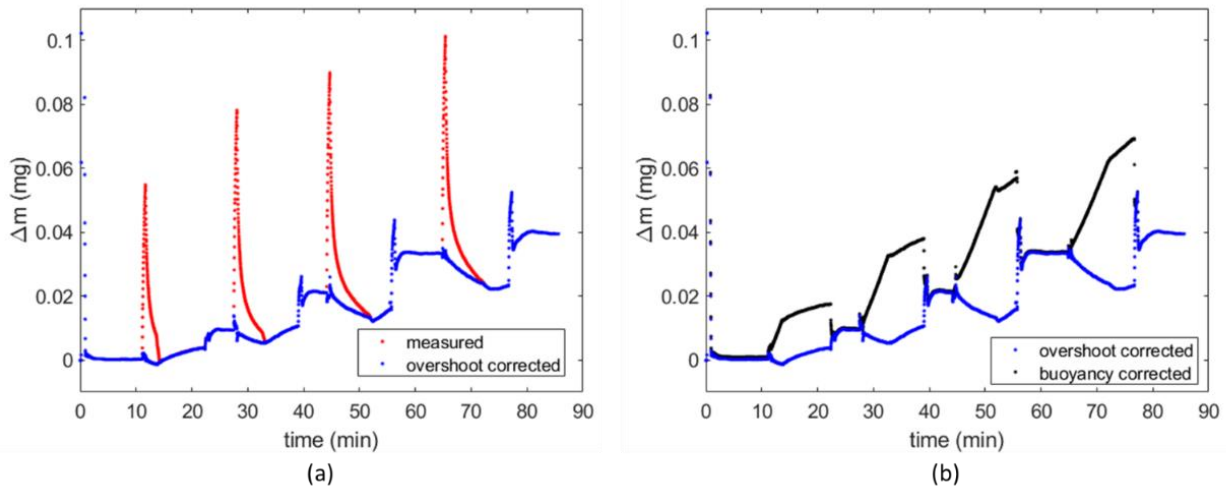 0.1
0.08
0.06
0.04
0.02
0
Δm (mg)
measured
overshoot corrected
0 10 20 30 40 50 60 70 80 90
time (min)
(a)
0.1
0.08
0.06
0.04
0.02
0
Δm (mg)
overshoot corrected
buoyancy corrected
0 10 20 30 40 50 60 70 80 90
time (min)
(b)